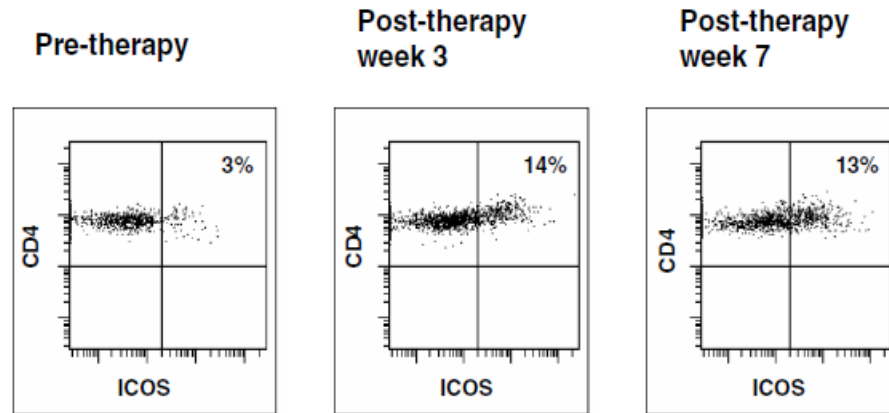 Pre-therapy
Post-therapy
week 3
Post-therapy
week 7
3%
CD4
ICOS
14%
CD4
ICOS
13%
CD4
ICOS